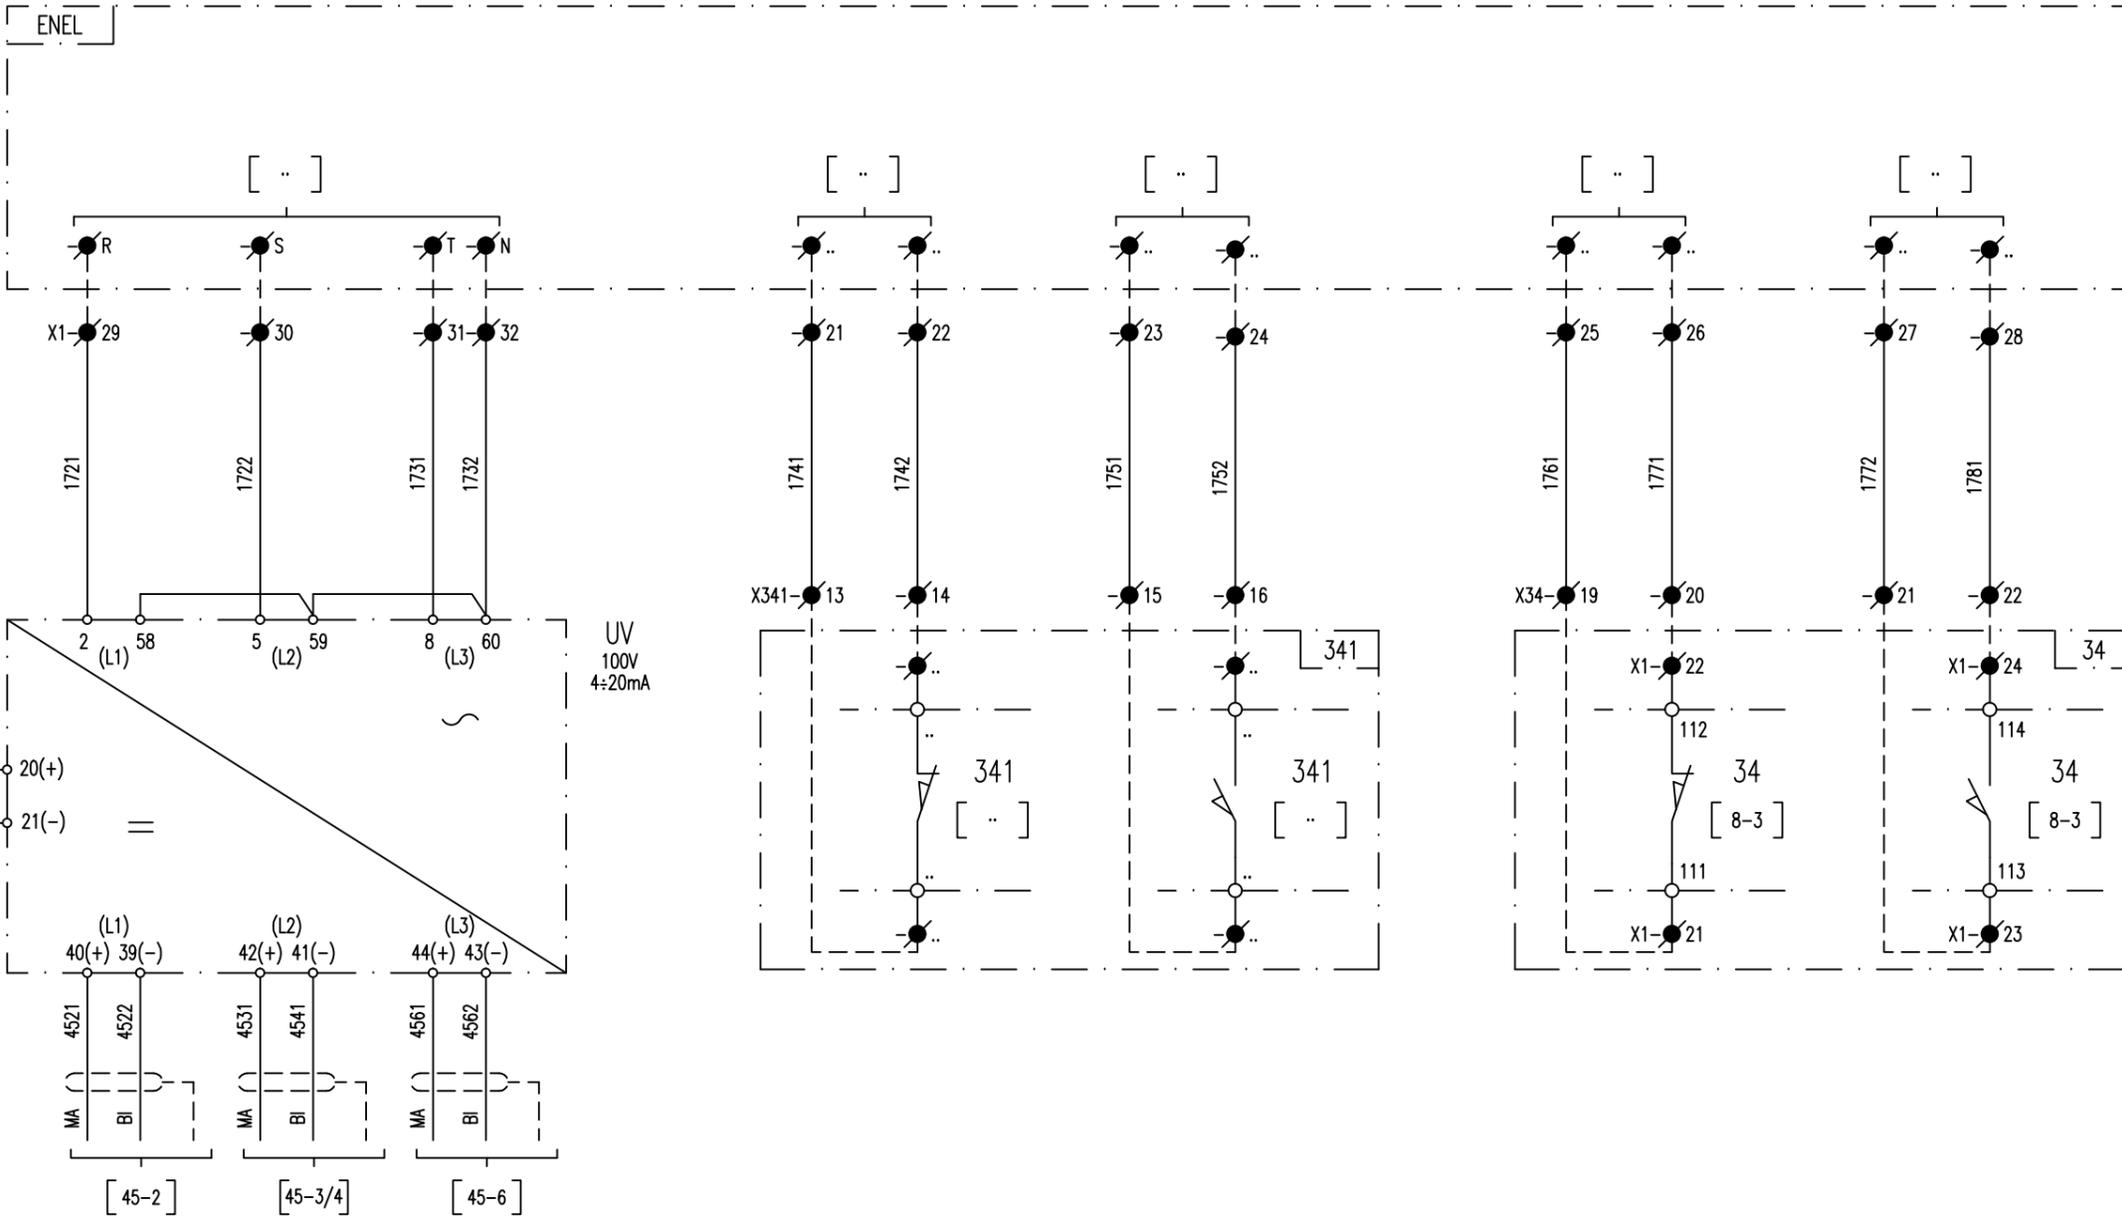 ENEL
[ .. ] [ .. ] [ .. ] [ .. ] [ .. ]
R S T N .. .. .. .. .. .. .. ..
X1 29 30 31 32 21 22 23 24 25 26 27 28
1721 1722 1731 1732 1741 1742 1751 1752 1761 1771 1772 1781
X341 13 14 15 16 X34 19 20 21 22
2 58 5 59 8 60
(L1) (L2) (L3)
UV
100V
4÷20mA
341 34
.. .. X1 22 X1 24
.. .. 112 114
20(+)
341 341 34 34
21(-)
[ .. ] [ .. ] [ 8-3 ] [ 8-3 ]
.. .. 111 113
(L1) (L2) (L3)
.. .. X1 21 X1 23
40(+) 39(-) 42(+) 41(-) 44(+) 43(-)
4521 4522 4531 4541 4561 4562
MA BI MA BI MA BI
[ 45-2 ] [45-3/4] [ 45-6 ]